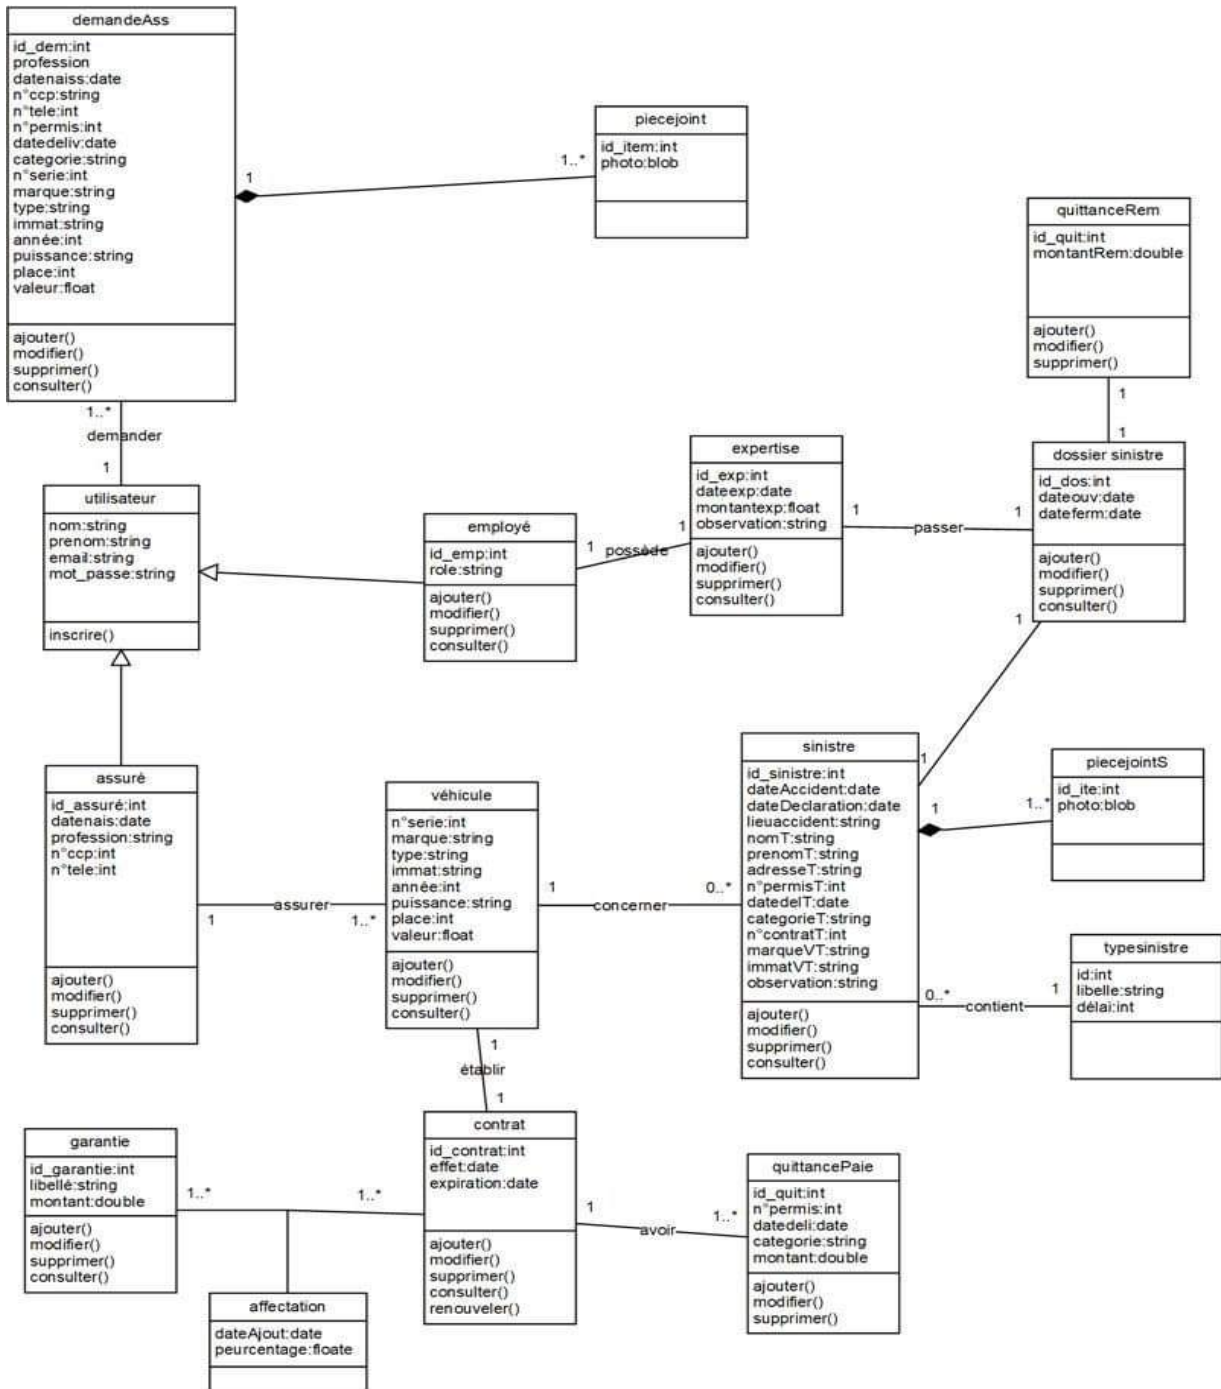 demandeAss
id_dem:int
profession
datenaiss:date
n°ccp:string
n°tele:int
n°permis:int
datedeliv:date
categorie:string
n°serie:int
marque:string
type:string
immat:string
année:int
puissance:string
place:int
valeur:float
ajouter()
modifier()
supprimer()
consulter()
1
1..*
piecejoint
id_item:int
photo:blob
quittanceRem
id_quit:int
montantRem:double
ajouter()
modifier()
supprimer()
1
1
1..*
demander
1
utilisateur
nom:string
prenom:string
email:string
mot_passe:string
inscrire()
employé
id_emp:int
role:string
ajouter()
modifier()
supprimer()
consulter()
1
possède
1
expertise
id_exp:int
dateexp:date
montantexp:float
observation:string
ajouter()
modifier()
supprimer()
consulter()
1
passer
1
dossier sinistre
id_dos:int
dateouv:date
dateferm:date
ajouter()
modifier()
supprimer()
consulter()
1
1
assuré
id_assuré:int
datenais:date
profession:string
n°ccp:int
n°tele:int
ajouter()
modifier()
supprimer()
consulter()
1
assurer
1..*
véhicule
n°serie:int
marque:string
type:string
immat:string
année:int
puissance:string
place:int
valeur:float
ajouter()
modifier()
supprimer()
consulter()
1
concerner
0..*
sinistre
id_sinistre:int
dateAccident:date
dateDeclaration:date
lieuaccident:string
nomT:string
prenomT:string
adresseT:string
n°permisT:int
datedelT:date
categorieT:string
n°contratT:int
marqueVT:string
immatVT:string
observation:string
ajouter()
modifier()
supprimer()
consulter()
1
1..*
piecejointS
id_ite:int
photo:blob
0..*
contient
1
typesinistre
id:int
libelle:string
délai:int
1
établir
1
contrat
id_contrat:int
effet:date
expiration:date
ajouter()
modifier()
supprimer()
consulter()
renouveler()
garantie
id_garantie:int
libellé:string
montant:double
ajouter()
modifier()
supprimer()
consulter()
1..*
1..*
affectation
dateAjout:date
peurcentage:floate
1
avoir
1..*
quittancePaie
id_quit:int
n°permis:int
datedeli:date
categorie:string
montant:double
ajouter()
modifier()
supprimer()